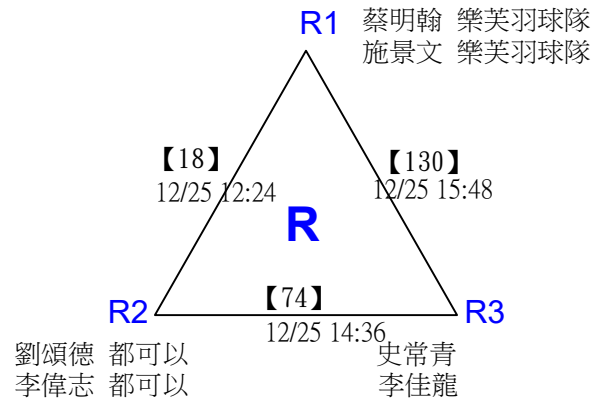 R1
蔡明翰 樂芙羽球隊
施景文 樂芙羽球隊
【18】
12/25 12:24
【130】
12/25 15:48
R
【74】
12/25 14:36
R2
劉頌德 都可以
李偉志 都可以
R3
史常青
李佳龍